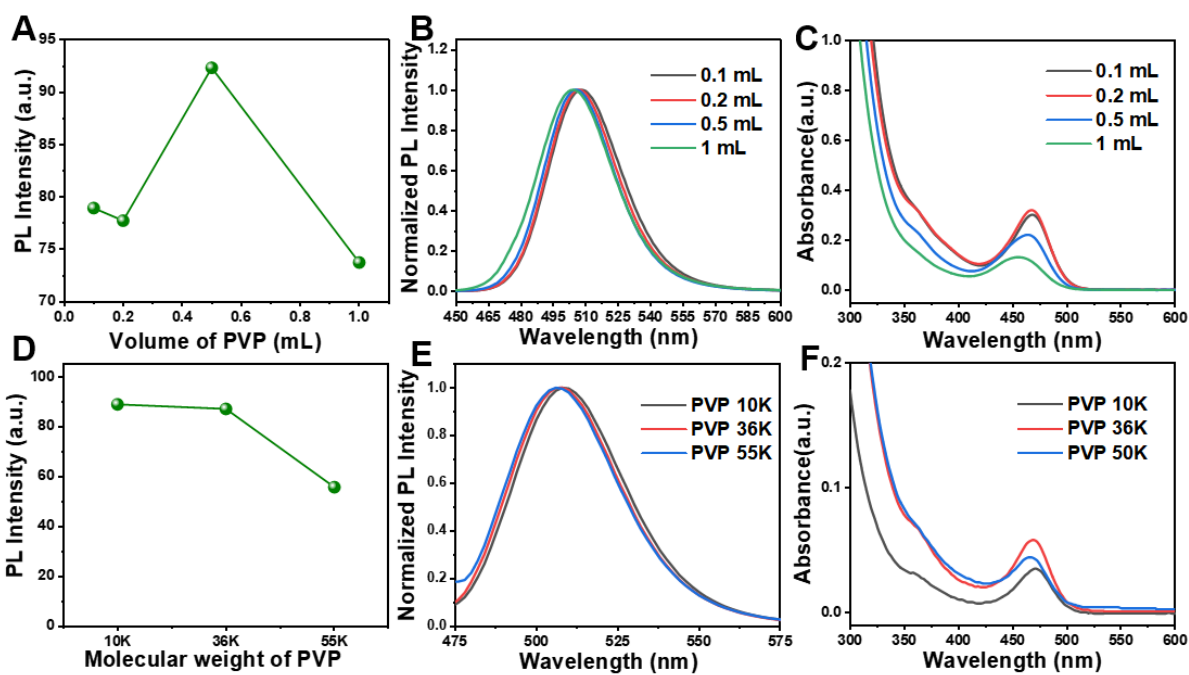 A
PL Intensity (a.u.)
95
90
85
80
75
70
0.0 0.2 0.4 0.6 0.8 1.0
Volume of PVP (mL)
B
Normalized PL Intensity
1.2
1.0
0.8
0.6
0.4
0.2
0.0
0.1 mL
0.2 mL
0.5 mL
1 mL
450 465 480 495 510 525 540 555 570 585 600
Wavelength (nm)
C
Absorbance(a.u.)
1.0
0.8
0.6
0.4
0.2
0.0
0.1 mL
0.2 mL
0.5 mL
1 mL
300 350 400 450 500 550 600
Wavelength (nm)
D
PL Intensity (a.u.)
100
80
60
40
20
0
10K 36K 55K
Molecular weight of PVP
E
Normalized PL Intensity
1.0
0.8
0.6
0.4
0.2
0.0
PVP 10K
PVP 36K
PVP 55K
475 500 525 550 575
Wavelength (nm)
F
Absorbance(a.u.)
0.2
0.1
0.0
PVP 10K
PVP 36K
PVP 50K
300 350 400 450 500 550 600
Wavelength (nm)